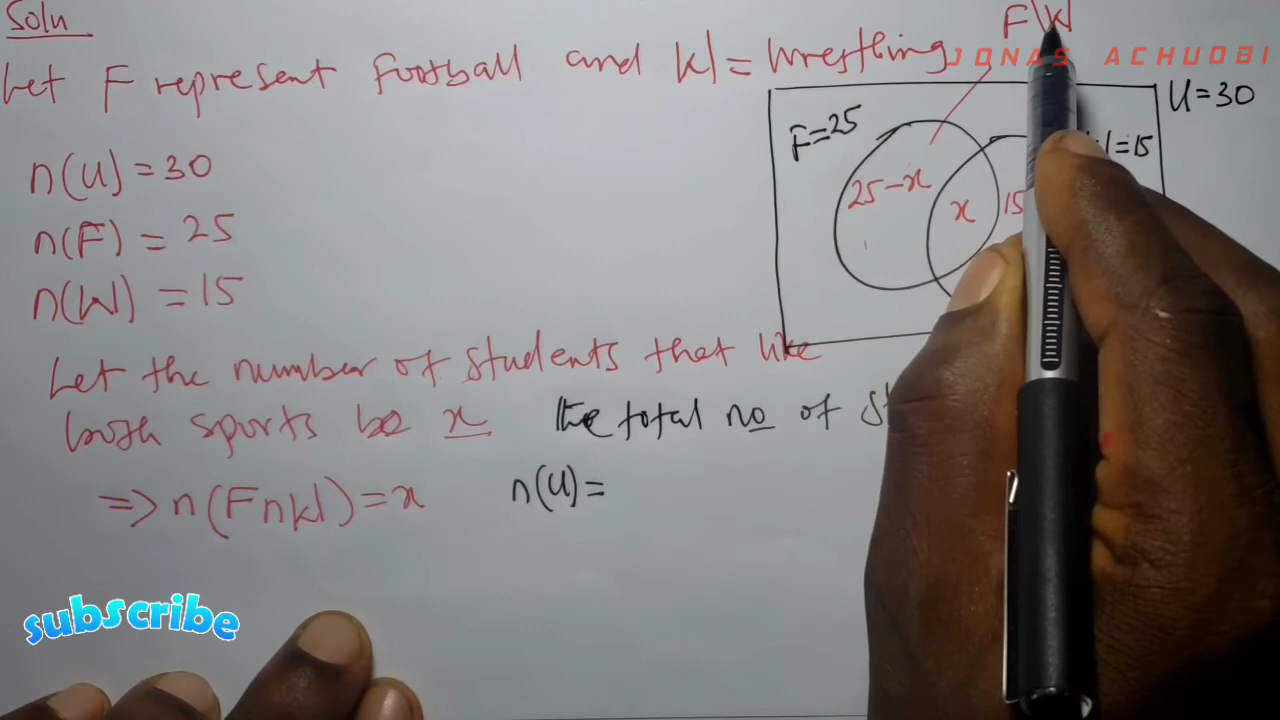 Soln
Let F represent football and W = Wrestling
F\W
JONAS ACHUOBI
U = 30
F=25
W=15
25-x
x
15
n(U) = 30
n(F) = 25
n(W) = 15
Let the number of students that like
both sports be x
the total no of
=> n(F∩W) = x
n(U) =
subscribe